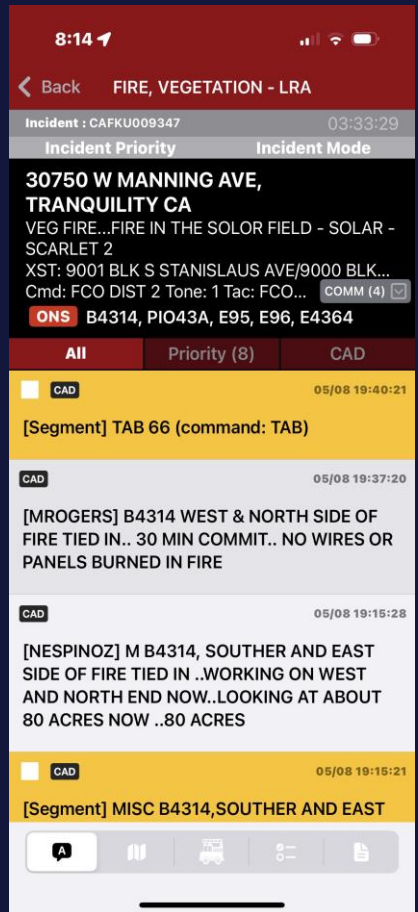 8:14
Back FIRE, VEGETATION - LRA
Incident : CAFKU009347 03:33:29
Incident Priority Incident Mode
30750 W MANNING AVE,
TRANQUILITY CA
VEG FIRE...FIRE IN THE SOLOR FIELD - SOLAR -
SCARLET 2
XST: 9001 BLK S STANISLAUS AVE/9000 BLK...
Cmd: FCO DIST 2 Tone: 1 Tac: FCO... COMM (4)
ONS B4314, PIO43A, E95, E96, E4364
All Priority (8) CAD
CAD 05/08 19:40:21
[Segment] TAB 66 (command: TAB)
CAD 05/08 19:37:20
[MROGERS] B4314 WEST & NORTH SIDE OF
FIRE TIED IN.. 30 MIN COMMIT.. NO WIRES OR
PANELS BURNED IN FIRE
CAD 05/08 19:15:28
[NESPINOZ] M B4314, SOUTHER AND EAST
SIDE OF FIRE TIED IN ..WORKING ON WEST
AND NORTH END NOW..LOOKING AT ABOUT
80 ACRES NOW ..80 ACRES
CAD 05/08 19:15:21
[Segment] MISC B4314,SOUTHER AND EAST
A